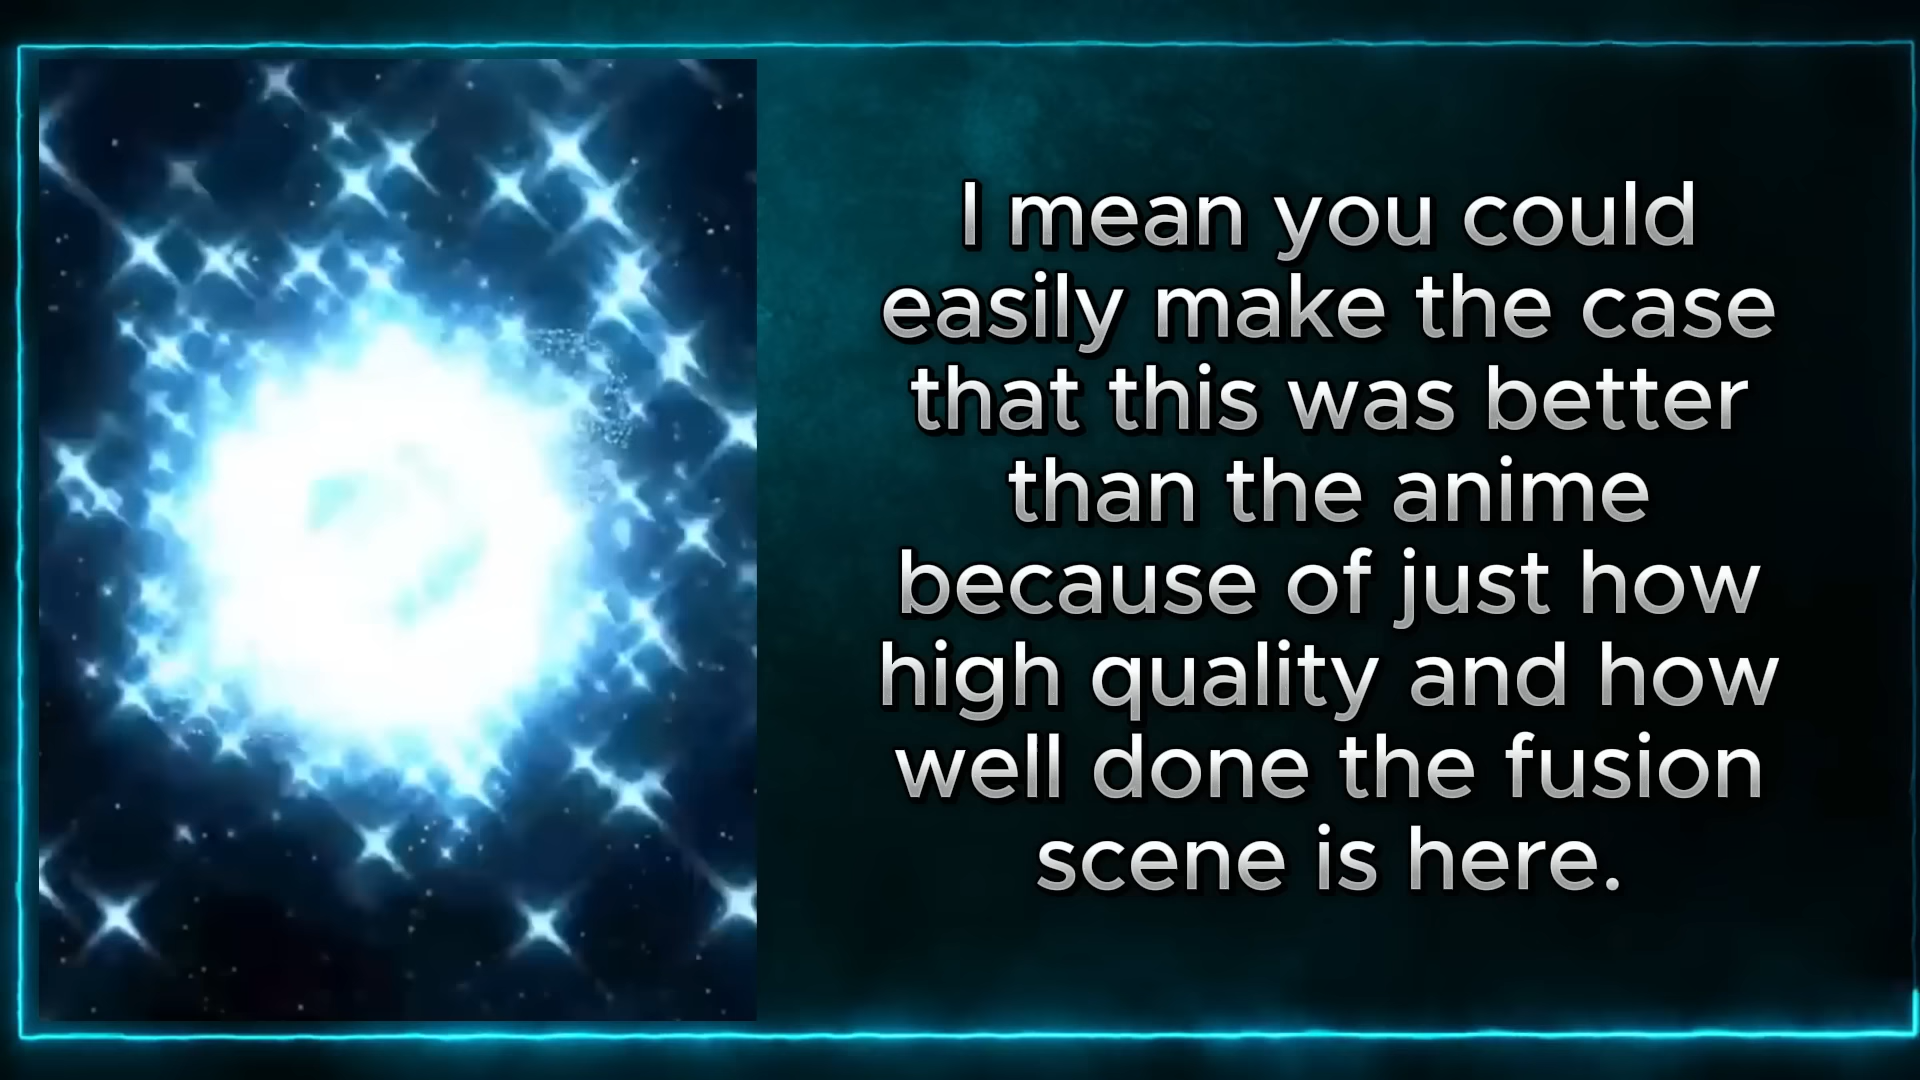 I mean you could
easily make the case
that this was better
than the anime
because of just how
high quality and how
well done the fusion
scene is here.